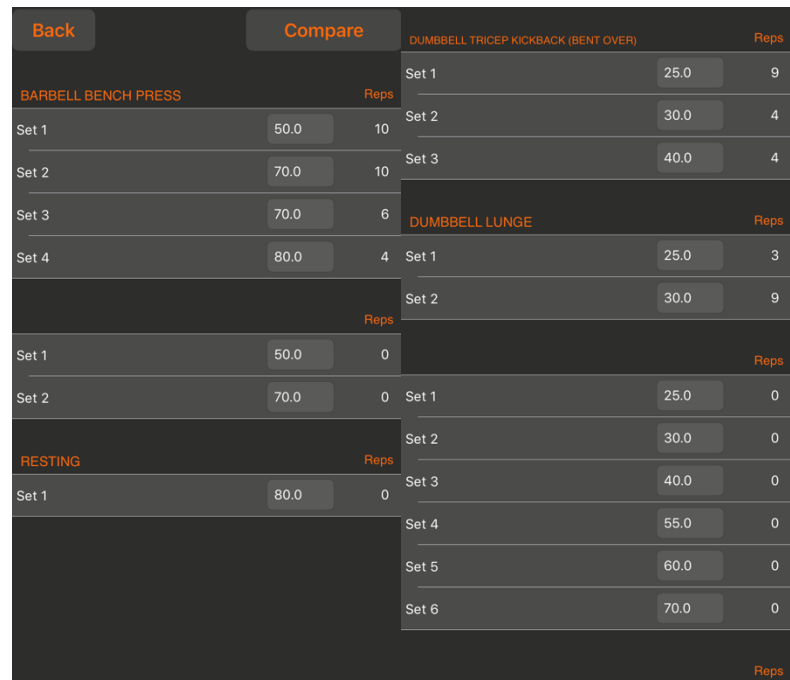 Back Compare
BARBELL BENCH PRESS Reps
Set 1 50.0 10
Set 2 70.0 10
Set 3 70.0 6
Set 4 80.0 4
Reps
Set 1 50.0 0
Set 2 70.0 0
RESTING Reps
Set 1 80.0 0
DUMBBELL TRICEP KICKBACK (BENT OVER) Reps
Set 1 25.0 9
Set 2 30.0 4
Set 3 40.0 4
DUMBBELL LUNGE Reps
Set 1 25.0 3
Set 2 30.0 9
Reps
Set 1 25.0 0
Set 2 30.0 0
Set 3 40.0 0
Set 4 55.0 0
Set 5 60.0 0
Set 6 70.0 0
Reps